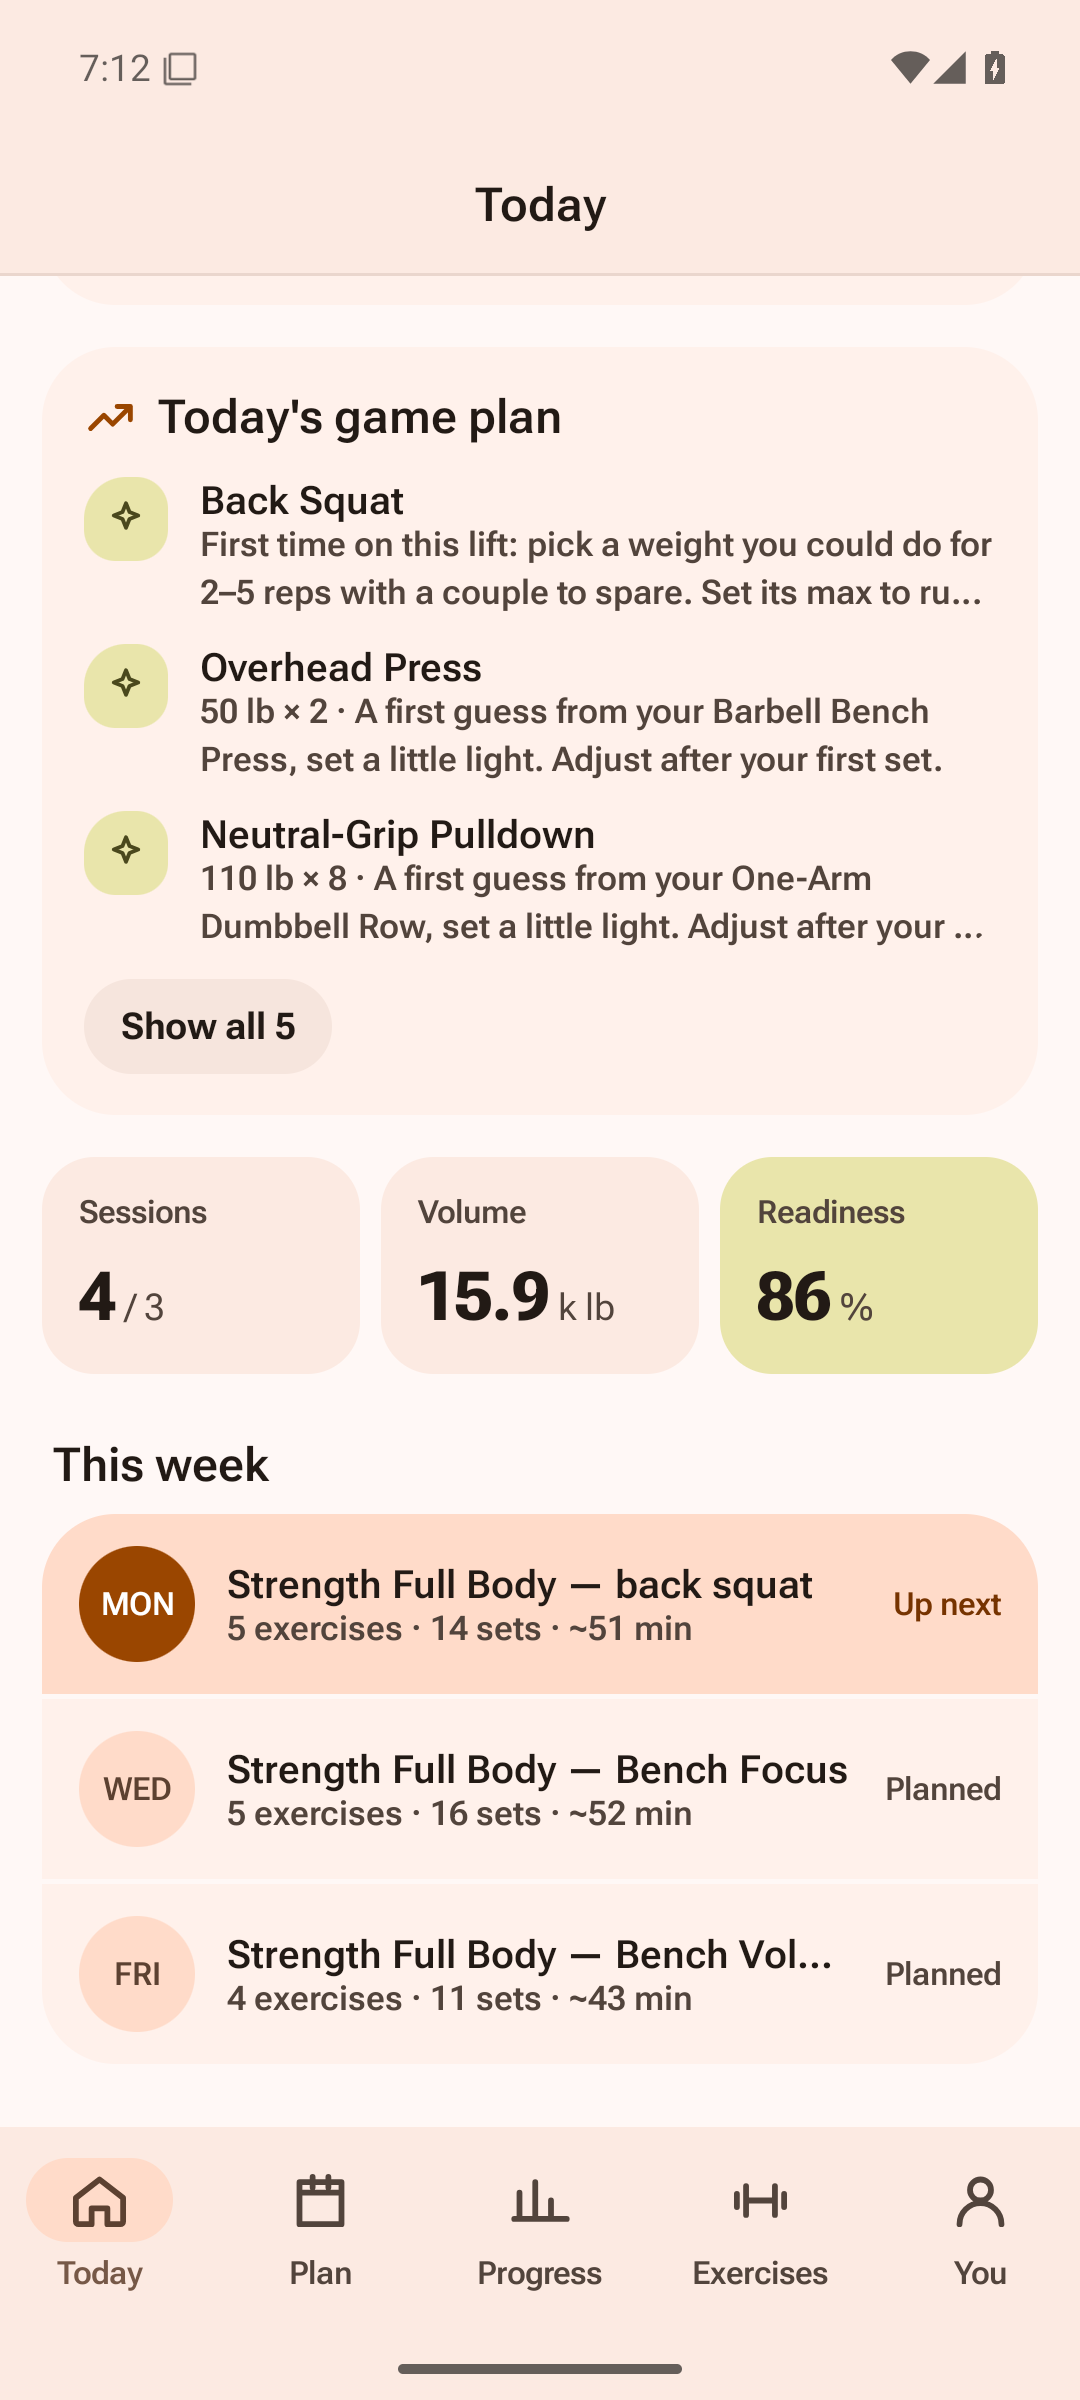 7:12
Today
Today's game plan
Back Squat
First time on this lift: pick a weight you could do for
2–5 reps with a couple to spare. Set its max to ru...
Overhead Press
50 lb × 2 · A first guess from your Barbell Bench
Press, set a little light. Adjust after your first set.
Neutral-Grip Pulldown
110 lb × 8 · A first guess from your One-Arm
Dumbbell Row, set a little light. Adjust after your ...
Show all 5
Sessions
4 / 3
Volume
15.9 k lb
Readiness
86 %
This week
MON
Strength Full Body — back squat
5 exercises · 14 sets · ~51 min
Up next
WED
Strength Full Body — Bench Focus
5 exercises · 16 sets · ~52 min
Planned
FRI
Strength Full Body — Bench Vol...
4 exercises · 11 sets · ~43 min
Planned
Today
Plan
Progress
Exercises
You